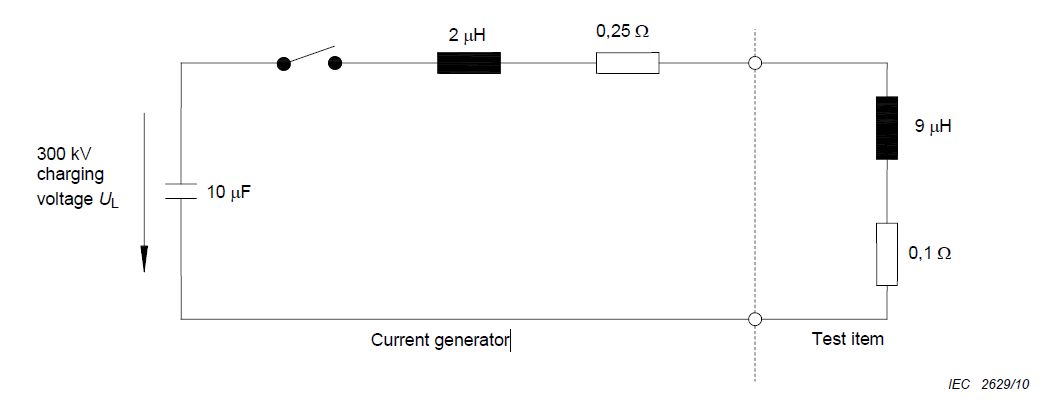 2 μH
0,25 Ω
300 kV
charging
voltage UL
10 μF
9 μH
0,1 Ω
Current generator
Test item
IEC 2629/10